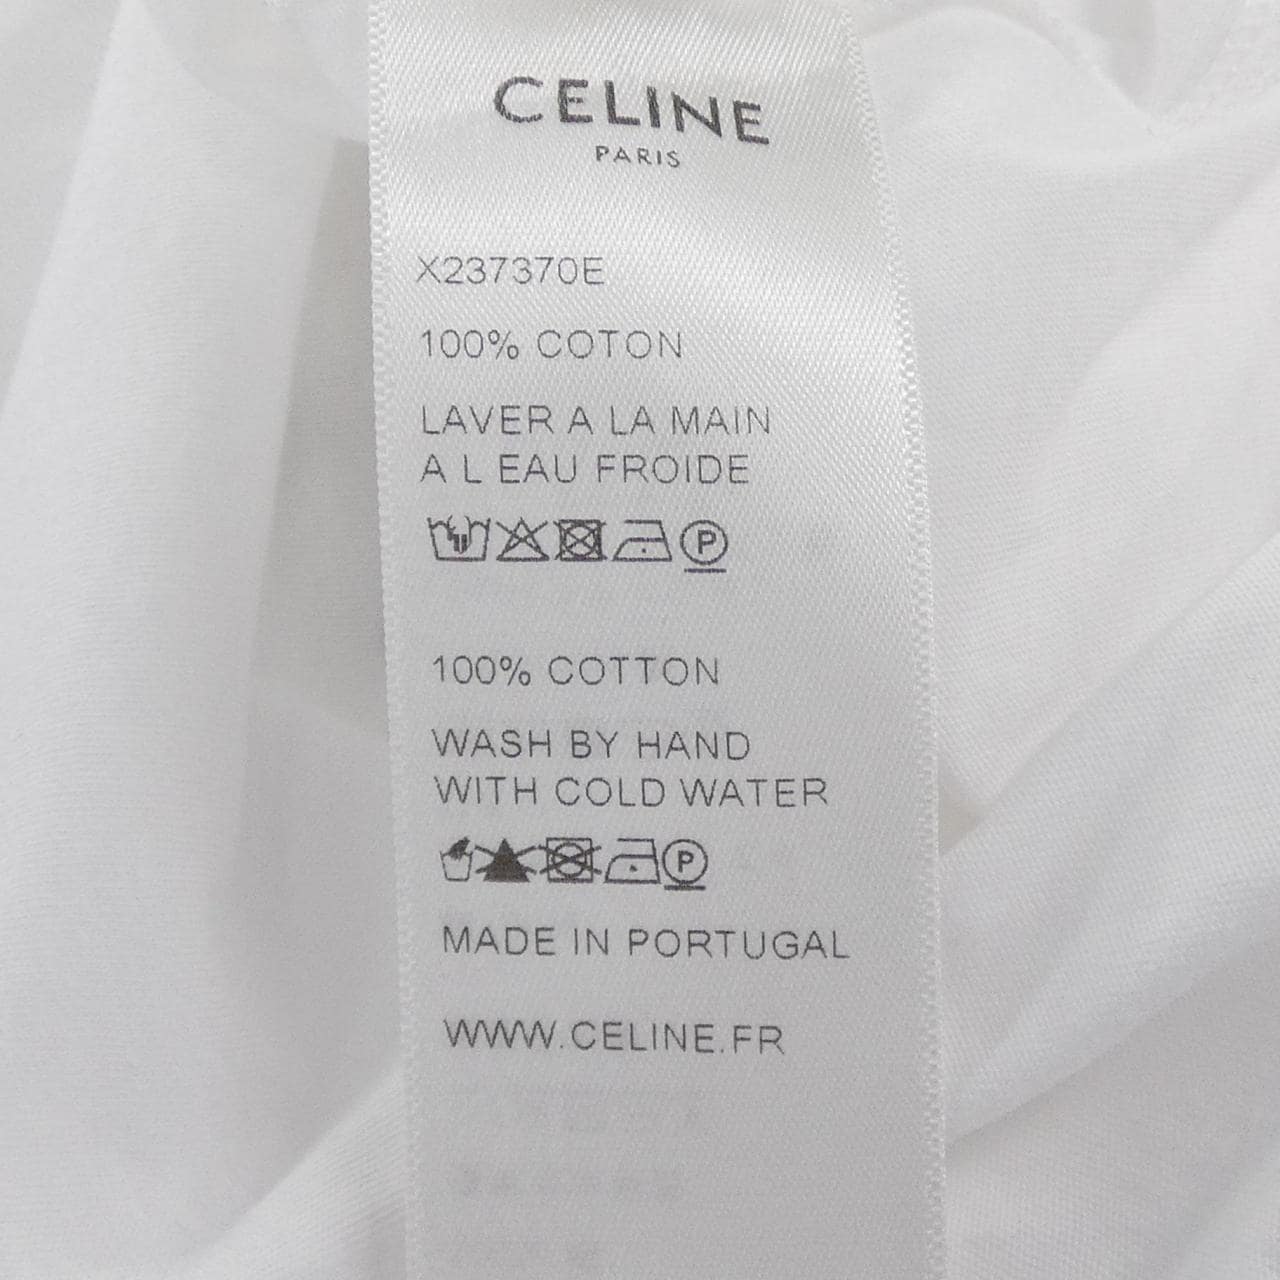 CELINE
PARIS
X237370E
100% COTON
LAVER A LA MAIN
A L EAU FROIDE
P
100% COTTON
WASH BY HAND
WITH COLD WATER
P
MADE IN PORTUGAL
WWW.CELINE.FR